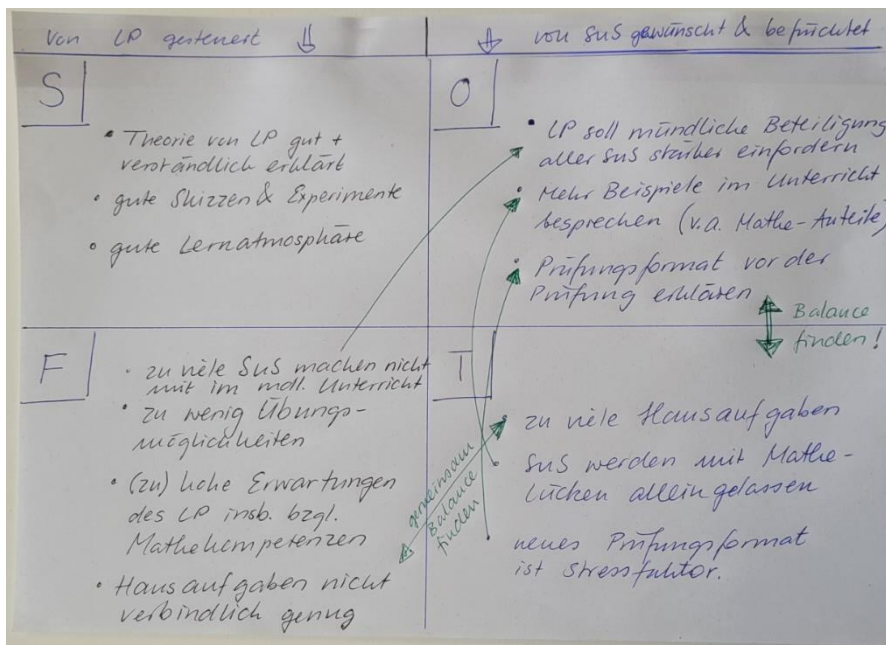 Von LP gesteuert
von SuS gewünscht & befürchtet
S
• Theorie von LP gut +
verständlich erklärt
• gute Skizzen & Experimente
• gute Lernatmosphäre
O
• LP soll mündliche Beteiligung
aller SuS stärker einfordern
• Mehr Beispiele im Unterricht
besprechen (v.a. Mathe-Anteile)
• Prüfungsformat vor der
Prüfung erklären
Balance
finden!
F
• zu viele SuS machen nicht
mit im mdl. Unterricht
• zu wenig Übungs-
möglichkeiten
• (zu) hohe Erwartungen
des LP insb. bzgl.
Mathekompetenzen
• Hausaufgaben nicht
verbindlich genug
gemeinsam
Balance
finden
T
• zu viele Hausaufgaben
SuS werden mit Mathe-
Lücken allein gelassen
neues Prüfungsformat
ist Stressfaktor.